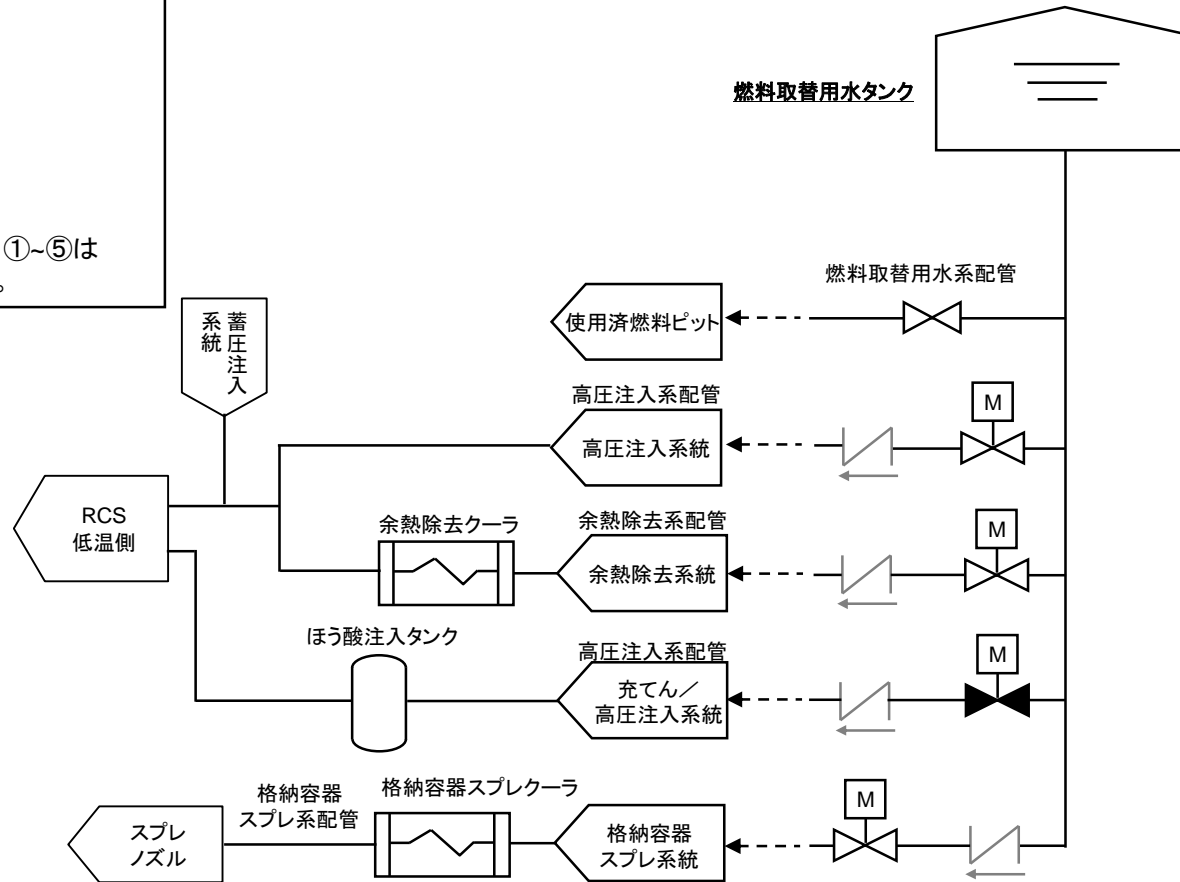 ①~⑤は
。
燃料取替用水タンク
燃料取替用水系配管
使用済燃料ピット
蓄圧注入
系統
高圧注入系配管
高圧注入系統
M
RCS
低温側
余熱除去クーラ
余熱除去系配管
余熱除去系統
M
ほう酸注入タンク
高圧注入系配管
充てん／
高圧注入系統
M
格納容器
スプレ系配管
格納容器スプレクーラ
スプレ
ノズル
格納容器
スプレ系統
M